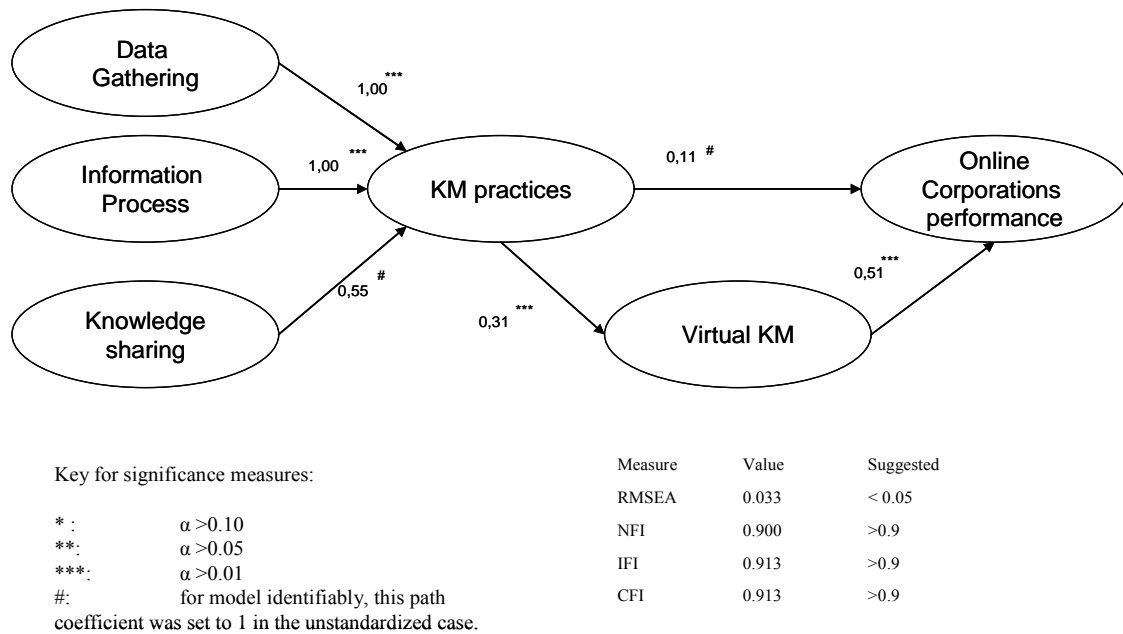 Data
Gathering
1,00 ***
Information
Process
1,00 ***
KM practices
0,11 #
Online
Corporations
performance
Knowledge
sharing
0,55 #
0,31 ***
Virtual KM
0,51 ***
Key for significance measures:
* : α >0.10
**: α >0.05
***: α >0.01
#: for model identifiably, this path
coefficient was set to 1 in the unstandardized case.
Measure Value Suggested
RMSEA 0.033 < 0.05
NFI 0.900 >0.9
IFI 0.913 >0.9
CFI 0.913 >0.9